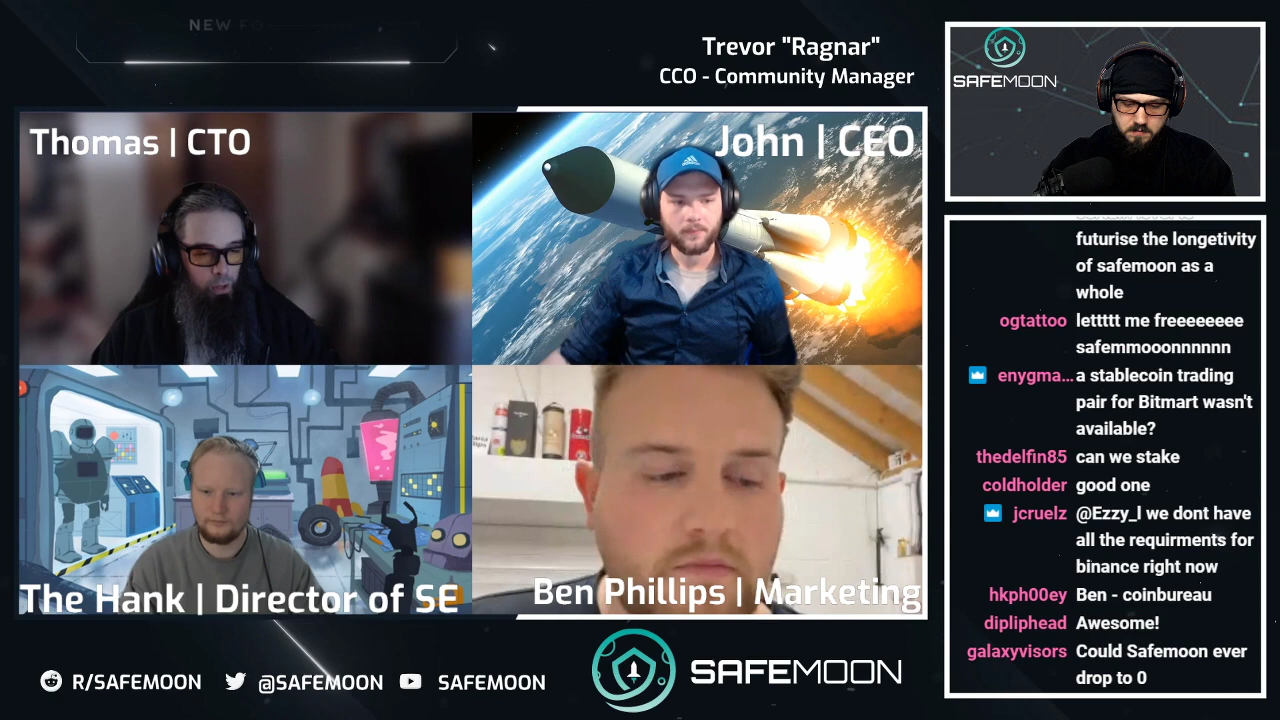 NEW FO
Trevor "Ragnar"
CCO - Community Manager
SAFEMOON
Thomas | CTO
John | CEO
The Hank | Director of SE
Ben Phillips | Marketing
R/SAFEMOON
@SAFEMOON
SAFEMOON
SAFEMOON
futurise the longetivity
of safemoon as a
whole
ogtattoo lettttt me freeeeeeee
safemmooonnnnnn
enygma... a stablecoin trading
pair for Bitmart wasn't
available?
thedelfin85 can we stake
coldholder good one
jcruelz @Ezzy_l we dont have
all the requirments for
binance right now
hkph00ey Ben - coinbureau
dipliphead Awesome!
galaxyvisors Could Safemoon ever
drop to 0